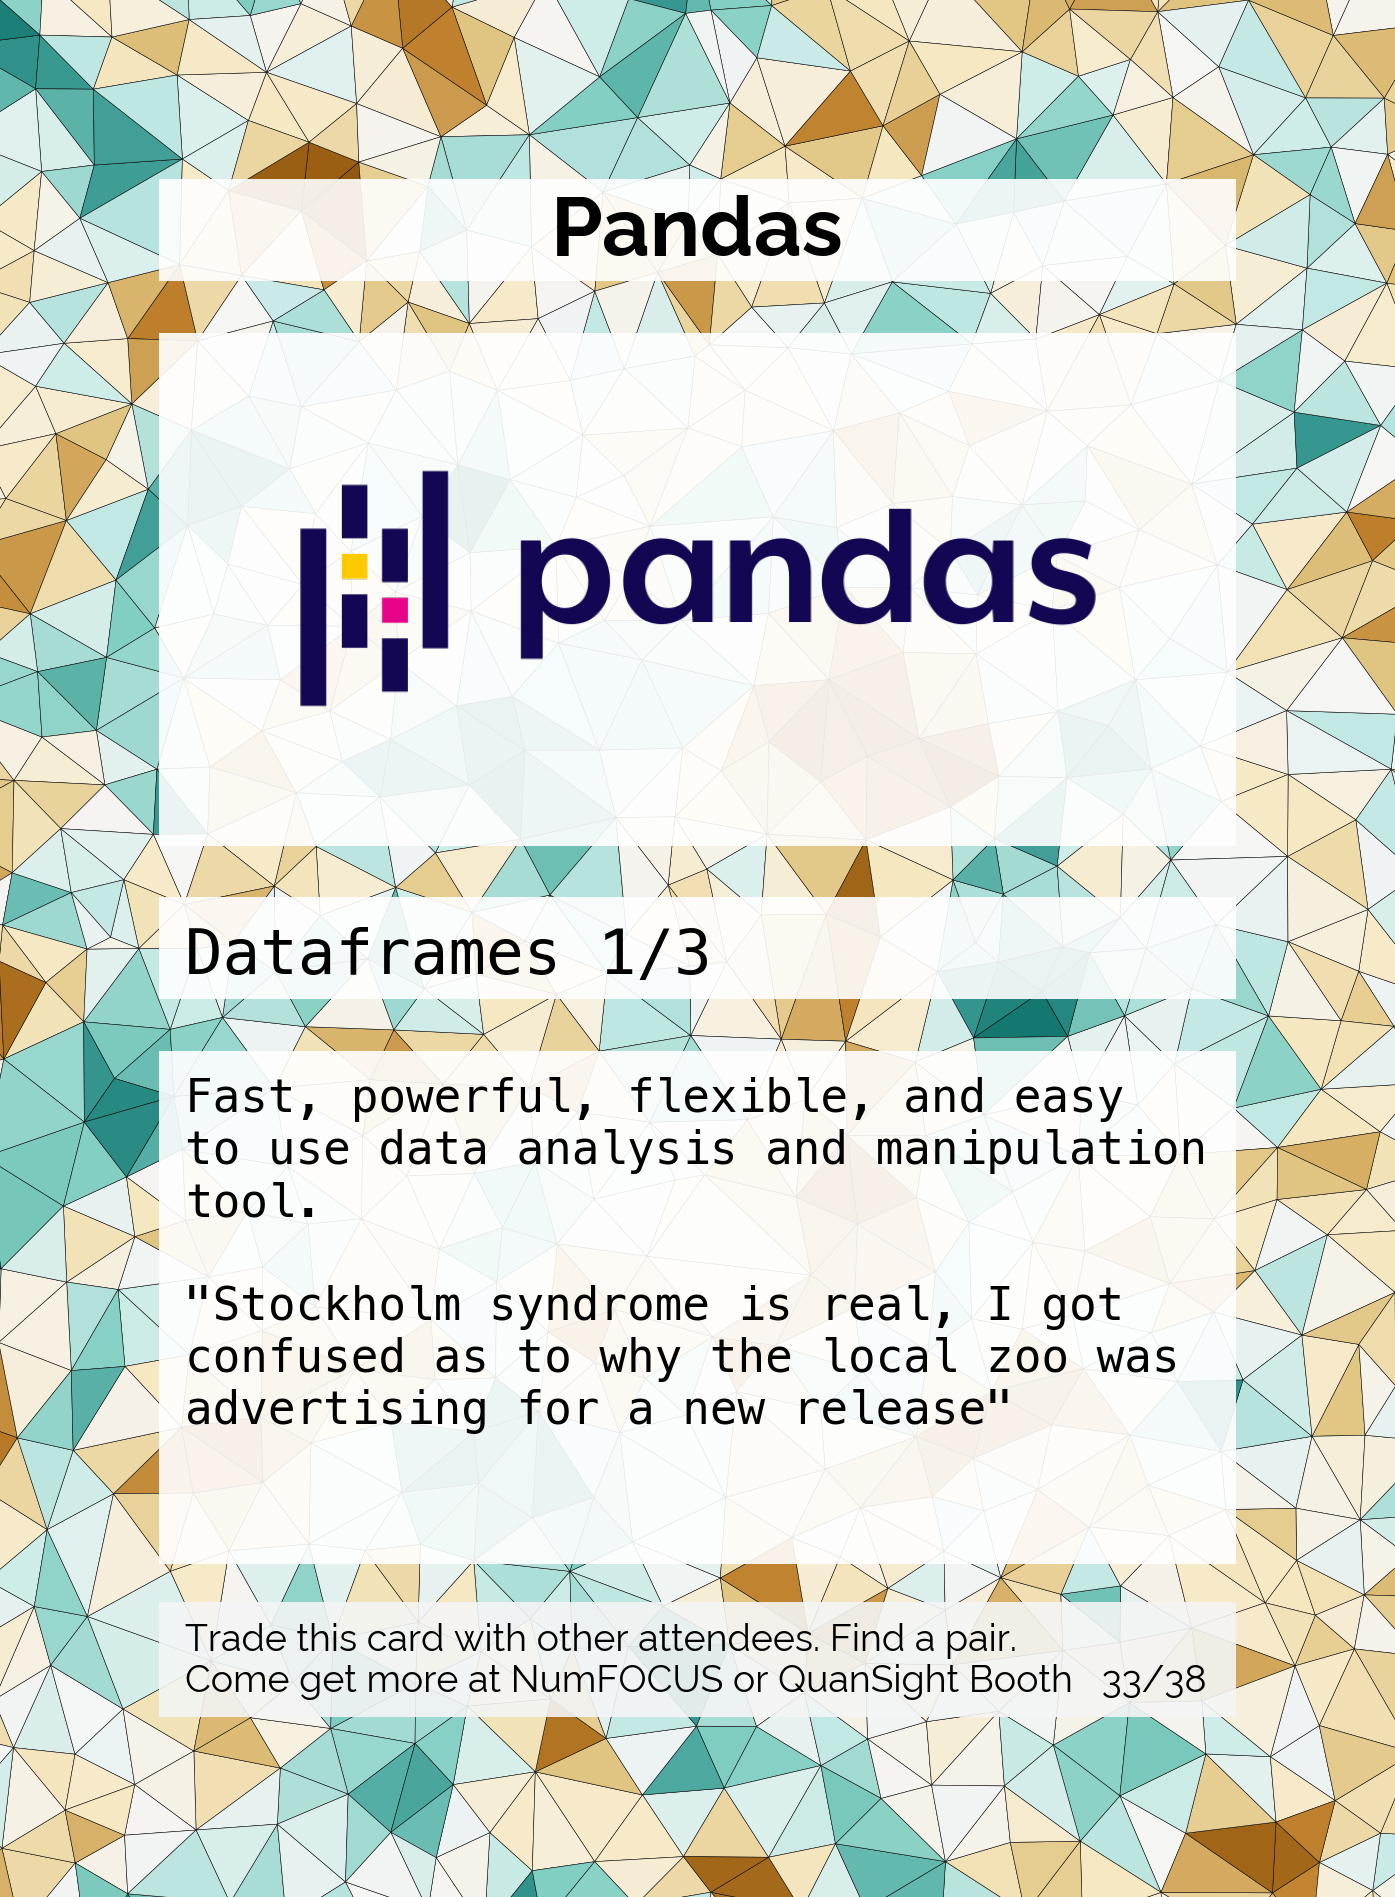 Pandas
pandas
Dataframes 1/3
Fast, powerful, flexible, and easy
to use data analysis and manipulation
tool.
"Stockholm syndrome is real, I got
confused as to why the local zoo was
advertising for a new release"
Trade this card with other attendees. Find a pair.
Come get more at NumFOCUS or QuanSight Booth 33/38